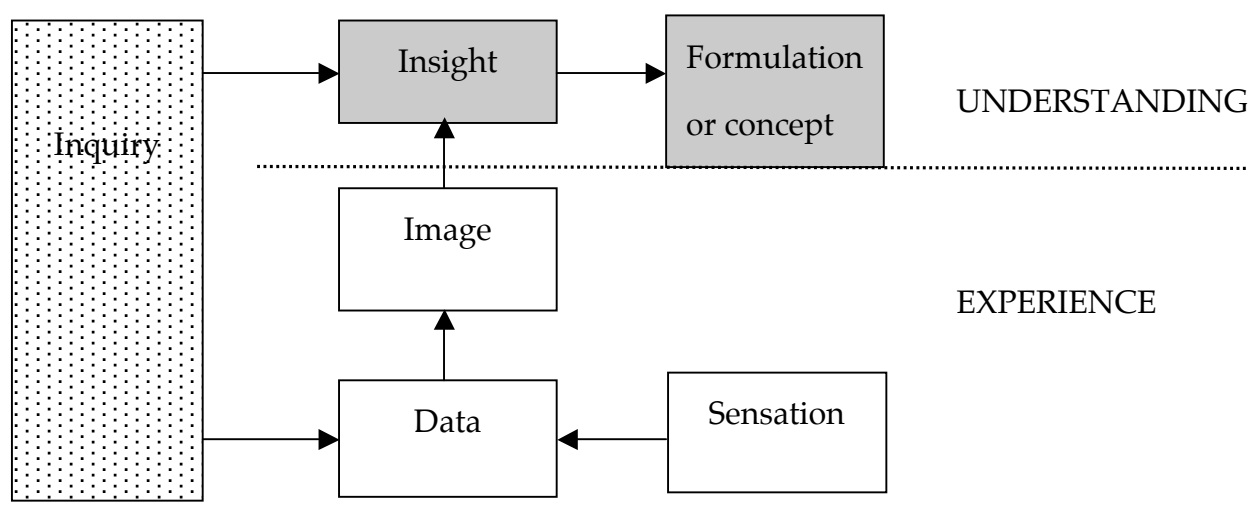 Insight
Formulation
or concept
UNDERSTANDING
Inquiry
Image
EXPERIENCE
Data
Sensation